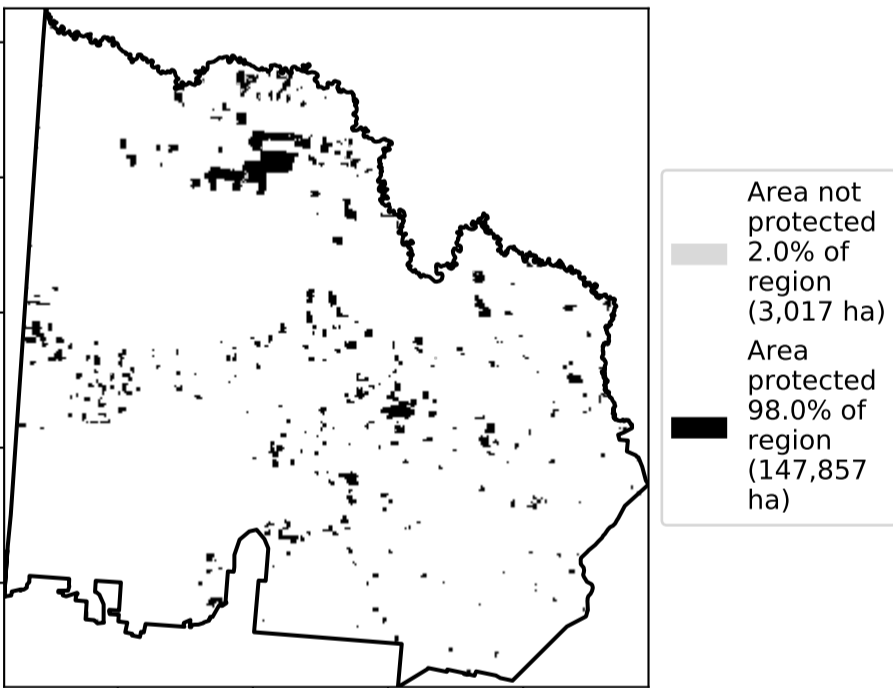 Area not
protected
2.0% of
region
(3,017 ha)
Area
protected
98.0% of
region
(147,857
ha)